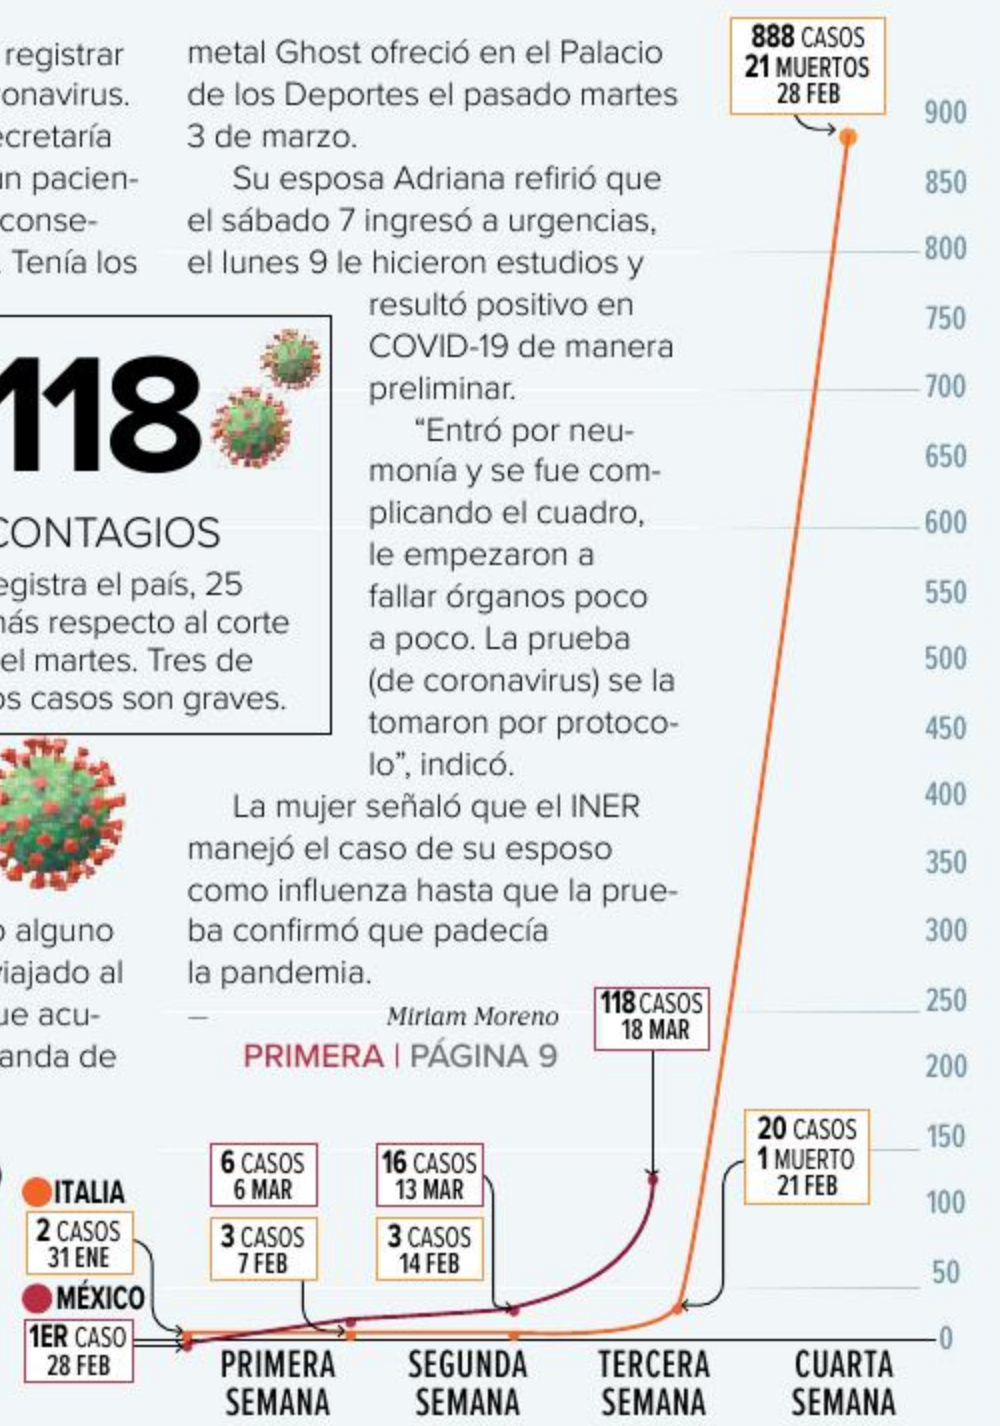 registrar
onavirus.
ecretaría
un pacien-
conse-
. Tenía los
118
CONTAGIOS
egistra el país, 25
más respecto al corte
el martes. Tres de
os casos son graves.
o alguno
viajado al
ue acu-
anda de
metal Ghost ofreció en el Palacio
de los Deportes el pasado martes
3 de marzo.
Su esposa Adriana refirió que
el sábado 7 ingresó a urgencias,
el lunes 9 le hicieron estudios y
resultó positivo en
COVID-19 de manera
preliminar.
“Entró por neu-
monía y se fue com-
plicando el cuadro,
le empezaron a
fallar órganos poco
a poco. La prueba
(de coronavirus) se la
tomaron por protoco-
lo”, indicó.
La mujer señaló que el INER
manejó el caso de su esposo
como influenza hasta que la prue-
ba confirmó que padecía
la pandemia.
— Miriam Moreno
PRIMERA | PÁGINA 9
888 CASOS
21 MUERTOS
28 FEB
900
850
800
750
700
650
600
550
500
450
400
350
300
250
200
150
100
50
0
118 CASOS
18 MAR
20 CASOS
1 MUERTO
21 FEB
6 CASOS
6 MAR
16 CASOS
13 MAR
3 CASOS
7 FEB
3 CASOS
14 FEB
ITALIA
2 CASOS
31 ENE
MÉXICO
1ER CASO
28 FEB
PRIMERA
SEMANA
SEGUNDA
SEMANA
TERCERA
SEMANA
CUARTA
SEMANA